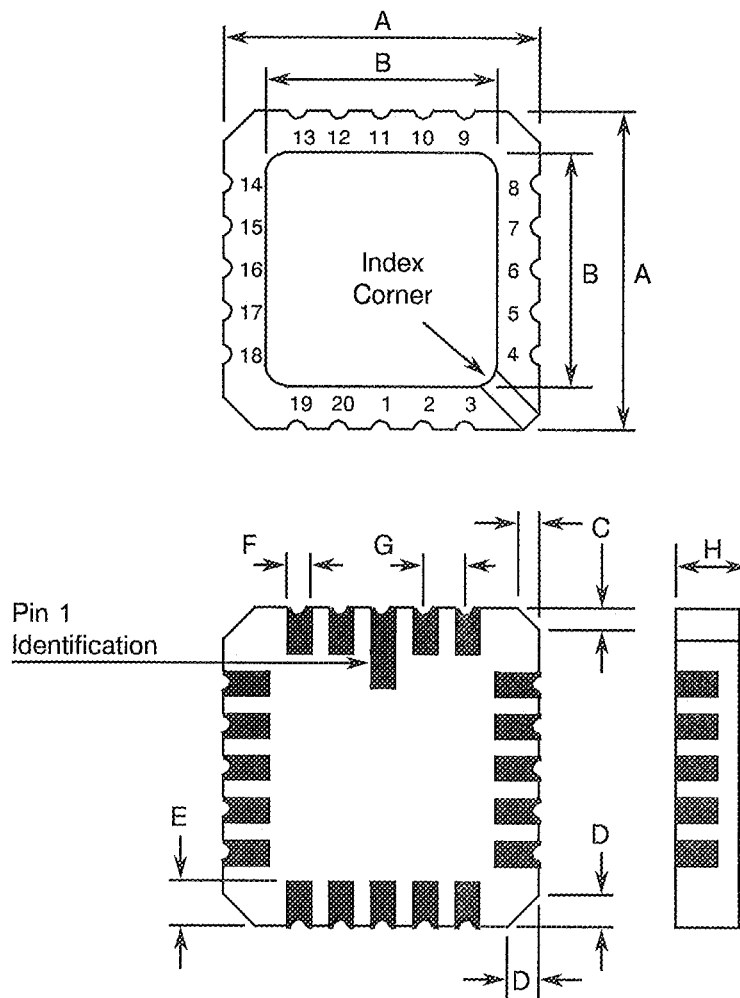 A
B
13 12 11 10 9
14 8
15 7
16 6
17 5
18 4
Index
Corner
B
A
19 20 1 2 3
C
F
G
H
Pin 1
Identification
E
D
D